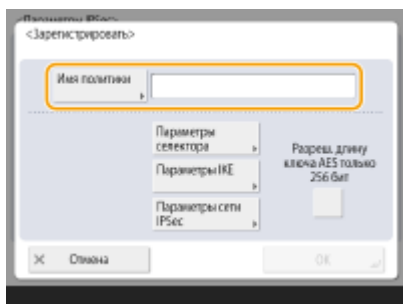 <Параметры IPSec>
<Зарегистрировать>
Имя политики
Параметры
селектора
Разреш. длину
ключа AES только
256 бит
Параметры IKE
Параметры сети
IPSec
× Отмена
OK